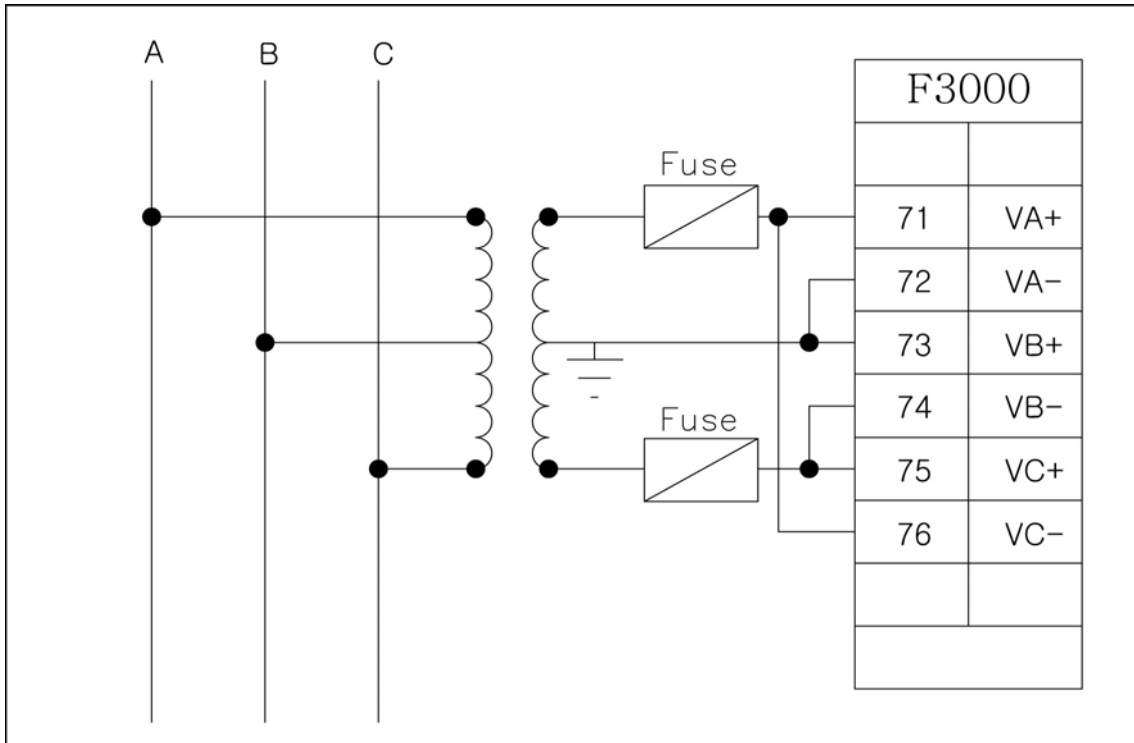 A B C
F3000
Fuse
71 VA+
72 VA-
73 VB+
Fuse
74 VB-
75 VC+
76 VC-